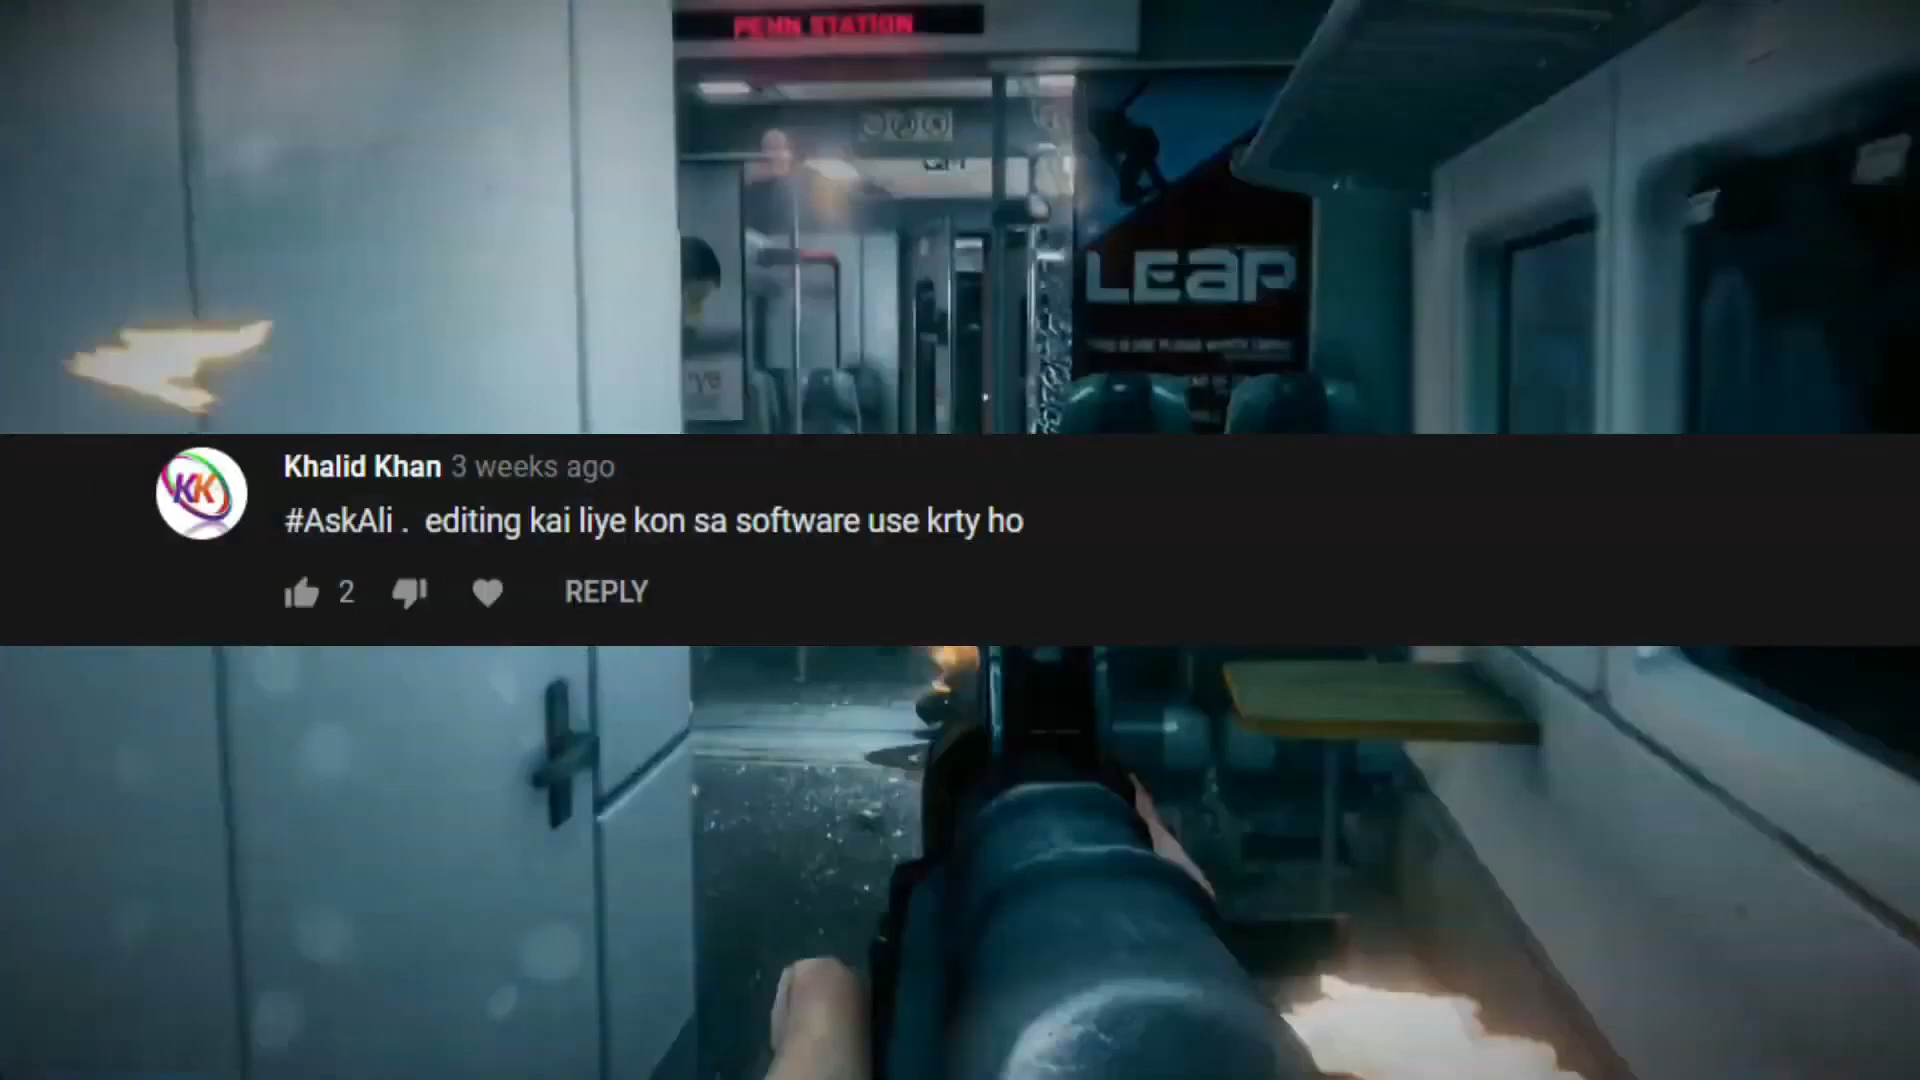 PENN STATION
LEAP
KK
Khalid Khan 3 weeks ago
#AskAli . editing kai liye kon sa software use krty ho
2
REPLY